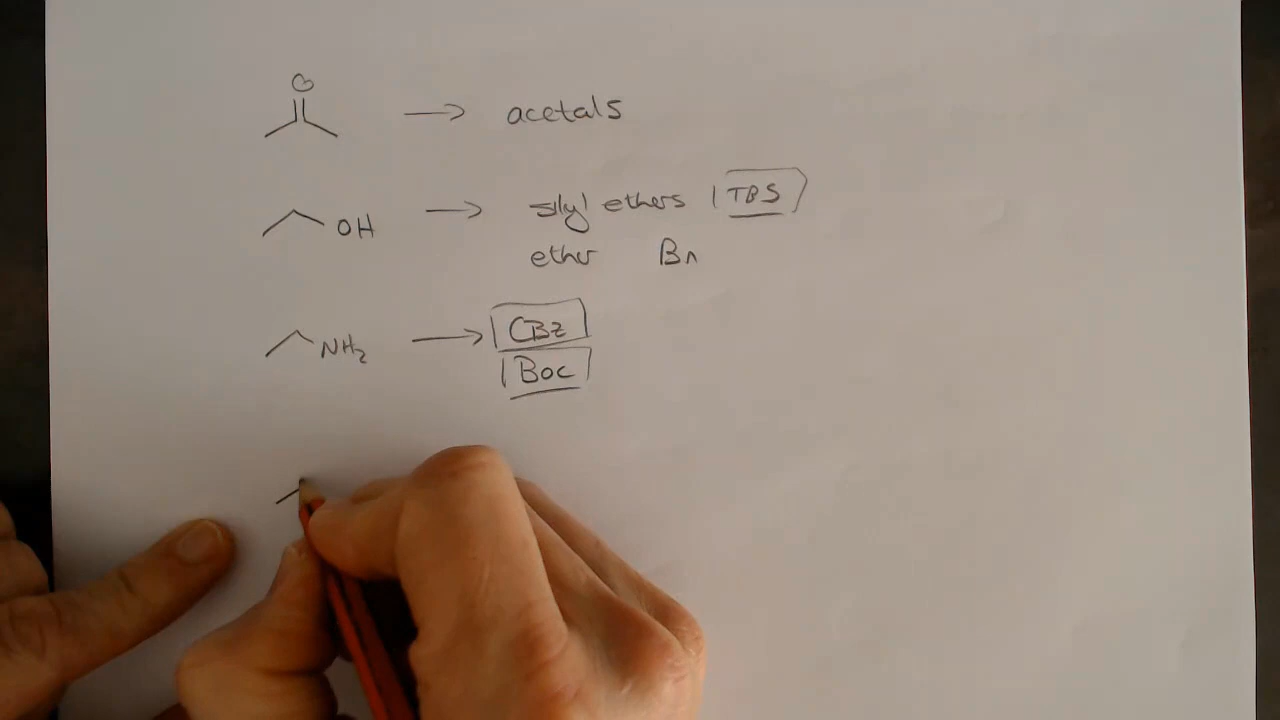 O → acetals
OH → silyl ethers TBS
ether Bn
NH₂ → CBz
Boc